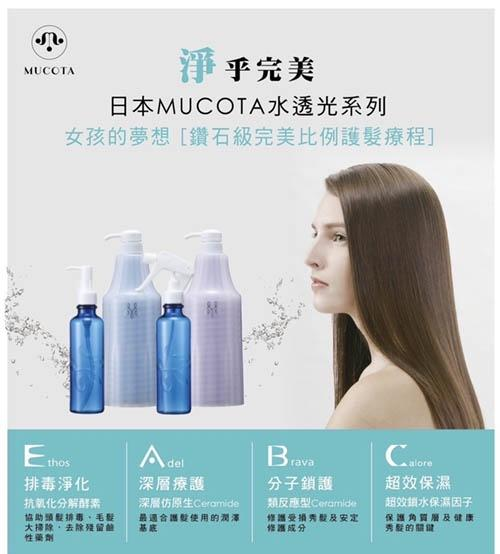 MUCOTA
淨乎完美
日本MUCOTA水透光系列
女孩的夢想 [鑽石級完美比例護髮療程]
Ethos
排毒淨化
抗氧化分解酵素
協助頭髮排毒、毛髮
大掃除、去除殘留鹼
性藥劑
Adel
深層療護
深層仿原生Ceramide
最適合護髮使用的潤澤
基底
Brava
分子鎖護
類反應型Ceramide
修護受損秀髮及安定
修護成分
Calore
超效保濕
超效鎖水保濕因子
保護角質層及健康
秀髮的關鍵